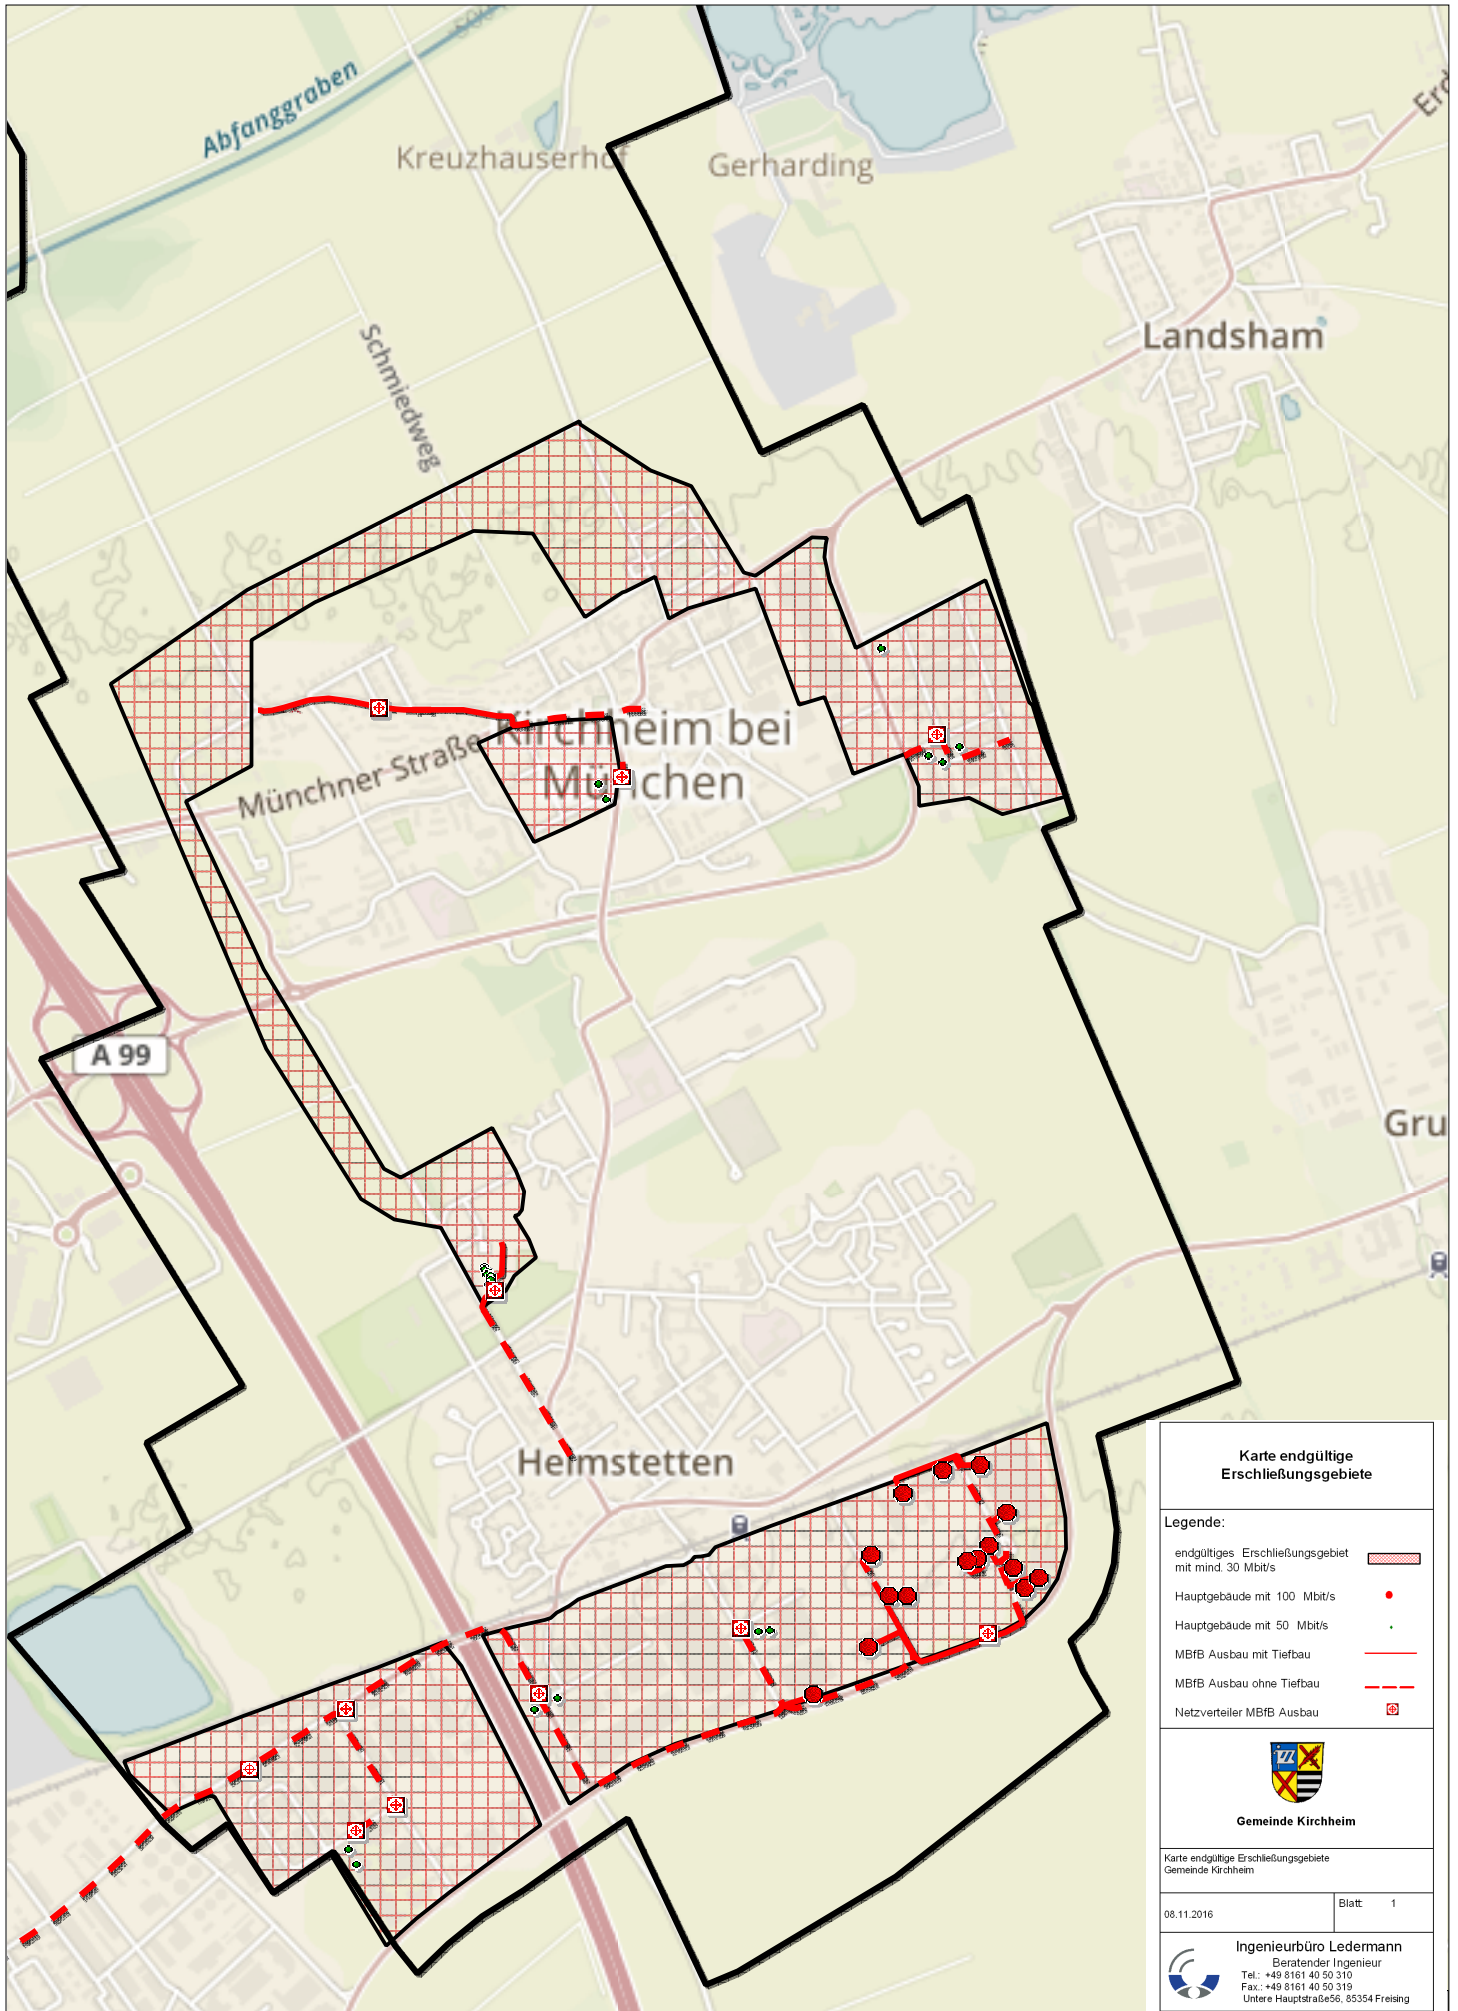 Abfanggraben
Kreuzhauserhof
Gerharding
Erd
Landsham
Schmiedweg
Kirchheim bei
München
Münchner Straße
A 99
Gru
Heimstetten
Karte endgültige
Erschließungsgebiete
Legende:
endgültiges Erschließungsgebiet
mit mind. 30 Mbit/s
Hauptgebäude mit 100 Mbit/s
Hauptgebäude mit 50 Mbit/s
MBfB Ausbau mit Tiefbau
MBfB Ausbau ohne Tiefbau
Netzverteiler MBfB Ausbau
Gemeinde Kirchheim
Karte endgültige Erschließungsgebiete
Gemeinde Kirchheim
08.11.2016
Blatt: 1
Ingenieurbüro Ledermann
Beratender Ingenieur
Tel.: +49 8161 40 50 310
Fax.: +49 8161 40 50 319
Untere Hauptstraße56, 85354 Freising